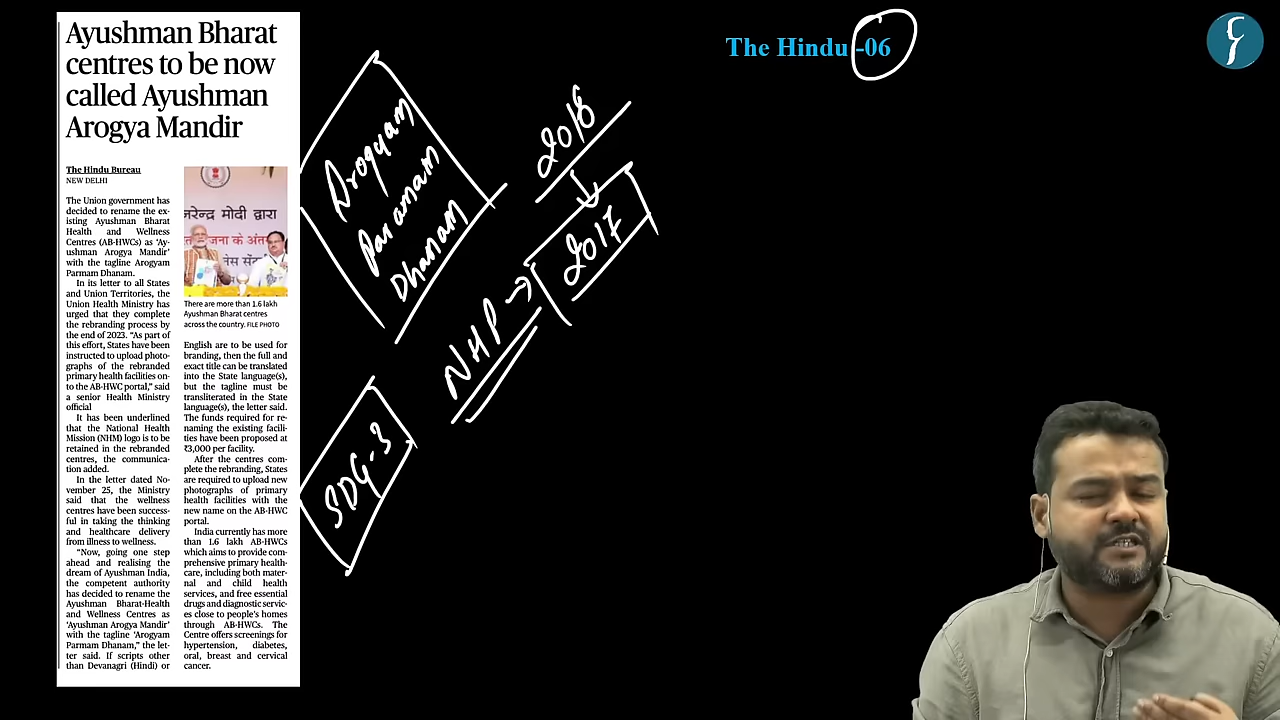 Ayushman Bharat
centres to be now
called Ayushman
Arogya Mandir
The Hindu Bureau
NEW DELHI
The Union government has
decided to rename the ex-
isting Ayushman Bharat
Health and Wellness
Centres (AB-HWCs) as ‘Ay-
ushman Arogya Mandir’
with the tagline Arogyam
Parmam Dhanam.
In its letter to all States
and Union Territories, the
Union Health Ministry has
urged that they complete
the rebranding process by
the end of 2023. “As part of
this effort, States have been
instructed to upload photo-
graphs of the rebranded
primary health facilities on-
to the AB-HWC portal,” said
a senior Health Ministry
official
It has been underlined
that the National Health
Mission (NHM) logo is to be
retained in the rebranded
centres, the communica-
tion added.
In the letter dated No-
vember 25, the Ministry
said that the wellness
centres have been success-
ful in taking the thinking
and healthcare delivery
from illness to wellness.
“Now, going one step
ahead and realising the
dream of Ayushman India,
the competent authority
has decided to rename the
Ayushman Bharat-Health
and Wellness Centres as
‘Ayushman Arogya Mandir’
with the tagline ‘Arogyam
Parmam Dhanam,” the let-
ter said. If scripts other
than Devanagri (Hindi) or
रेन्द्र मोदी द्वारा
जना के अंत
There are more than 1.6 lakh
Ayushman Bharat centres
across the country. FILE PHOTO
English are to be used for
branding, then the full and
exact title can be translated
into the State language(s),
but the tagline must be
transliterated in the State
language(s), the letter said.
The funds required for re-
naming the existing facili-
ties have been proposed at
₹3,000 per facility.
After the centres com-
plete the rebranding, States
are required to upload new
photographs of primary
health facilities with the
new name on the AB-HWC
portal.
India currently has more
than 1.6 lakh AB-HWCs
which aims to provide com-
prehensive primary health-
care, including both mater-
nal and child health
services, and free essential
drugs and diagnostic servic-
es close to people's homes
through AB-HWCs. The
Centre offers screenings for
hypertension, diabetes,
oral, breast and cervical
cancer.
Arogyam
Paramam
Dhanam
SDG-3
2018
NHP → 2017
The Hindu -06